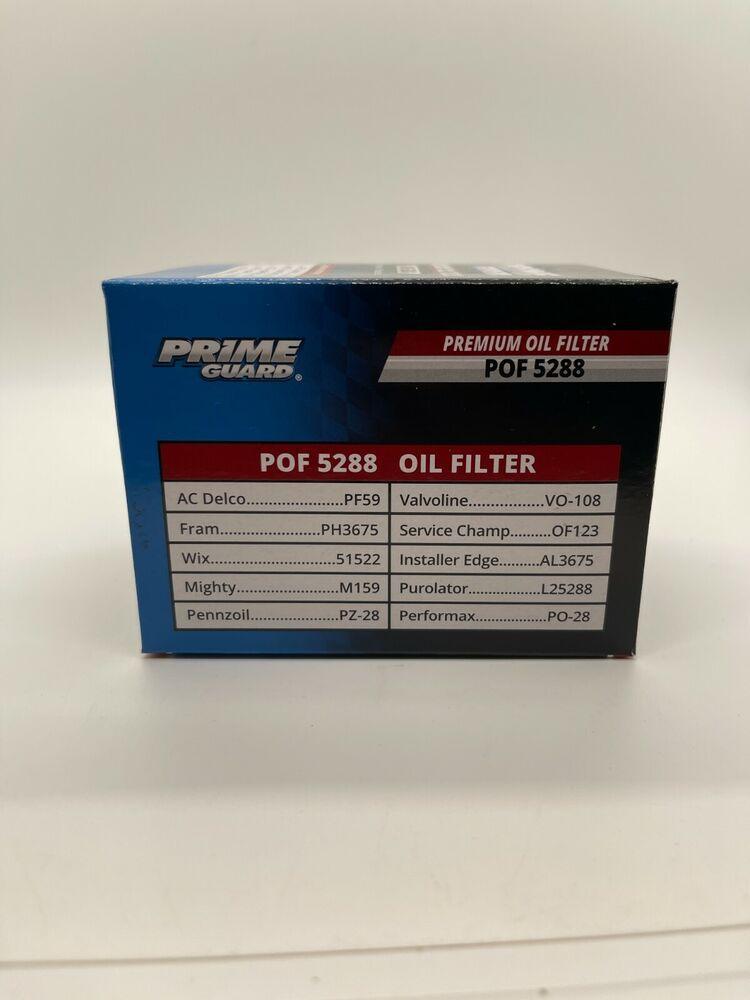 PRIME
GUARD®
PREMIUM OIL FILTER
POF 5288
POF 5288 OIL FILTER
AC Delco......................PF59
Fram.......................PH3675
Wix...................................51522
Mighty.......................M159
Pennzoil....................PZ-28
Valvoline.................VO-108
Service Champ.........OF123
Installer Edge.........AL3675
Purolator.................L25288
Performax..................PO-28